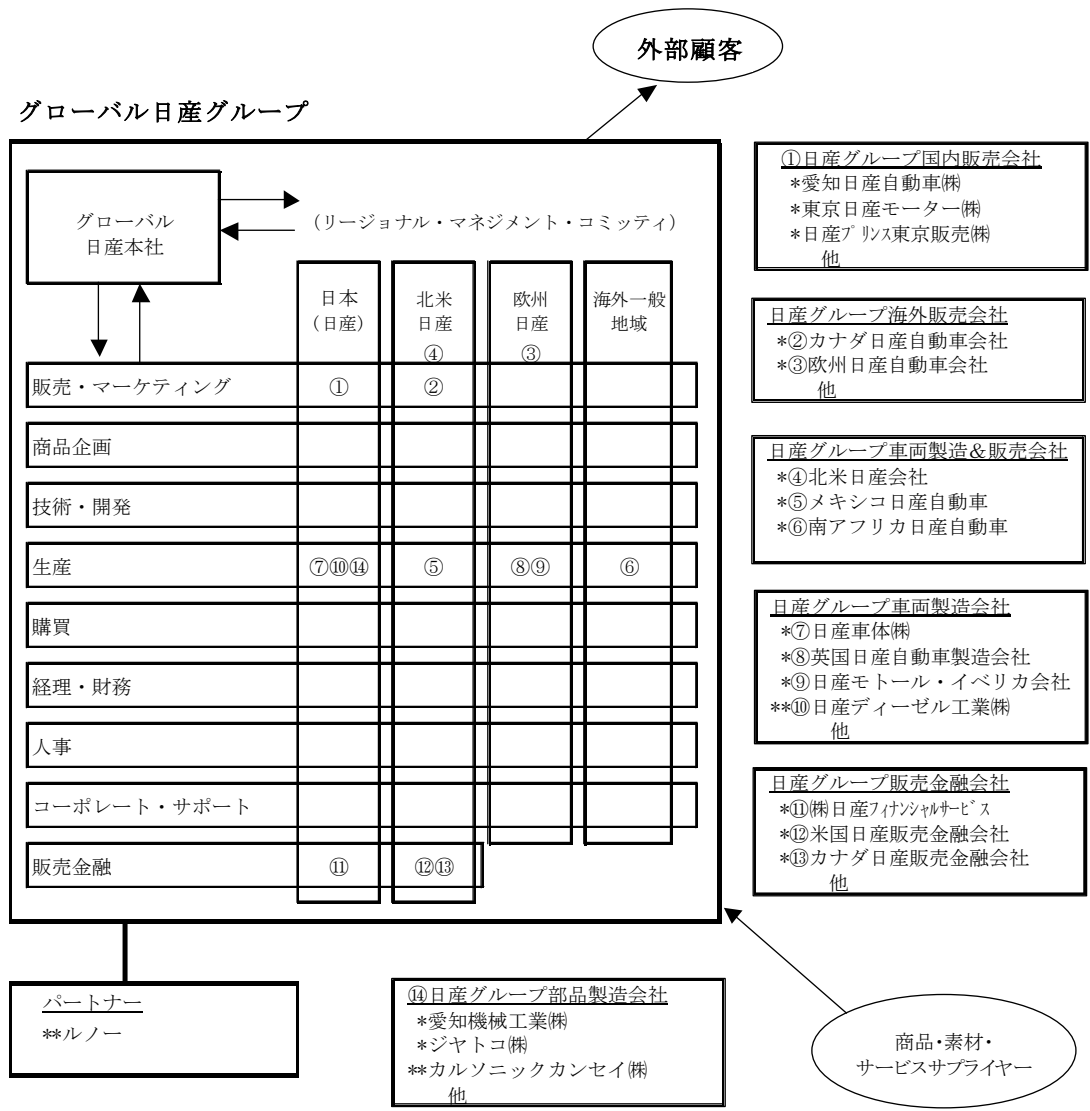 外部顧客
グローバル日産グループ
グローバル
日産本社
(リージョナル・マネジメント・コミッティ)
日本
(日産)
北米
日産
④
欧州
日産
③
海外一般
地域
販売・マーケティング ① ②
商品企画
技術・開発
生産 ⑦⑩⑭ ⑤ ⑧⑨ ⑥
購買
経理・財務
人事
コーポレート・サポート
販売金融 ⑪ ⑫⑬
①日産グループ国内販売会社
*愛知日産自動車㈱
*東京日産モーター㈱
*日産プリンス東京販売㈱
他
日産グループ海外販売会社
*②カナダ日産自動車会社
*③欧州日産自動車会社
他
日産グループ車両製造&販売会社
*④北米日産会社
*⑤メキシコ日産自動車
*⑥南アフリカ日産自動車
日産グループ車両製造会社
*⑦日産車体㈱
*⑧英国日産自動車製造会社
*⑨日産モトール・イベリカ会社
**⑩日産ディーゼル工業㈱
他
日産グループ販売金融会社
*⑪㈱日産フィナンシャルサービス
*⑫米国日産販売金融会社
*⑬カナダ日産販売金融会社
他
パートナー
**ルノー
⑭日産グループ部品製造会社
*愛知機械工業㈱
*ジヤトコ㈱
**カルソニックカンセイ㈱
他
商品・素材・
サービスサプライヤー